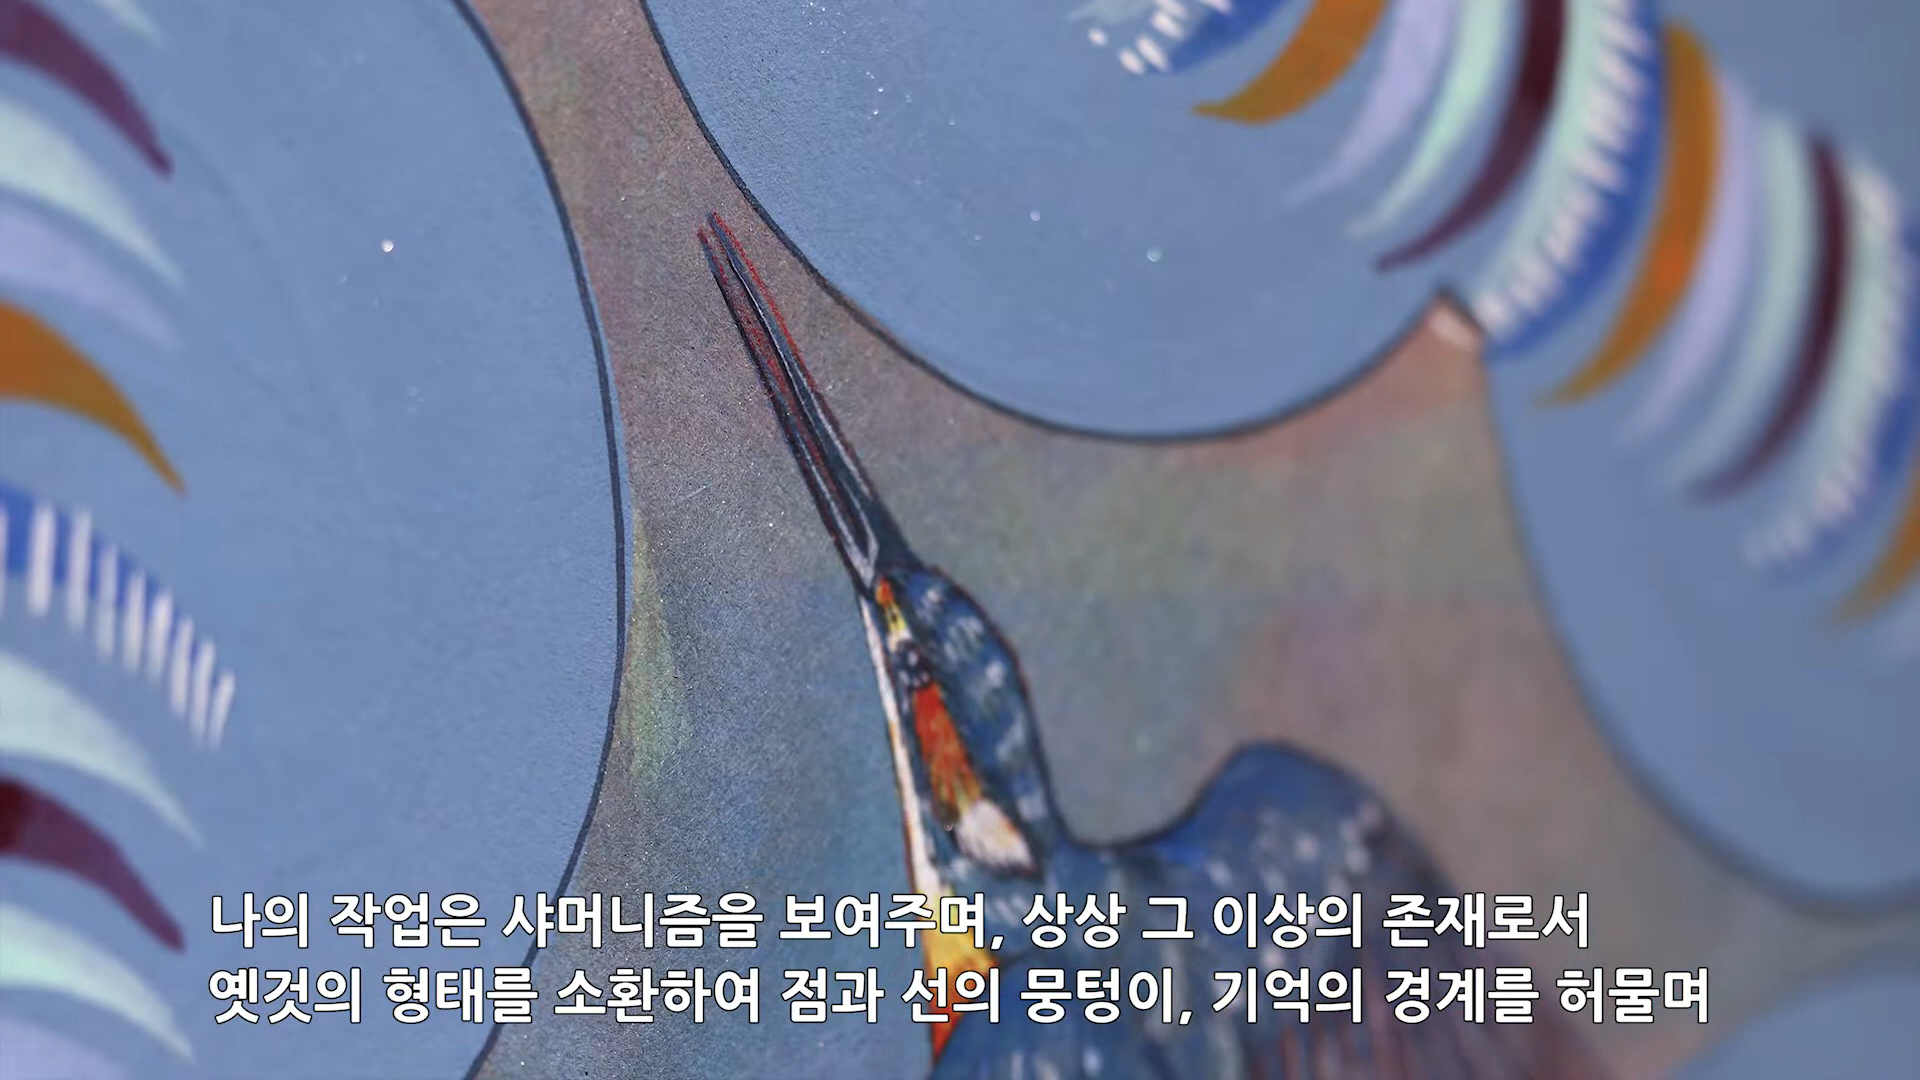 나의 작업은 샤머니즘을 보여주며, 상상 그 이상의 존재로서
옛것의 형태를 소환하여 점과 선의 뭉텅이, 기억의 경계를 허물며